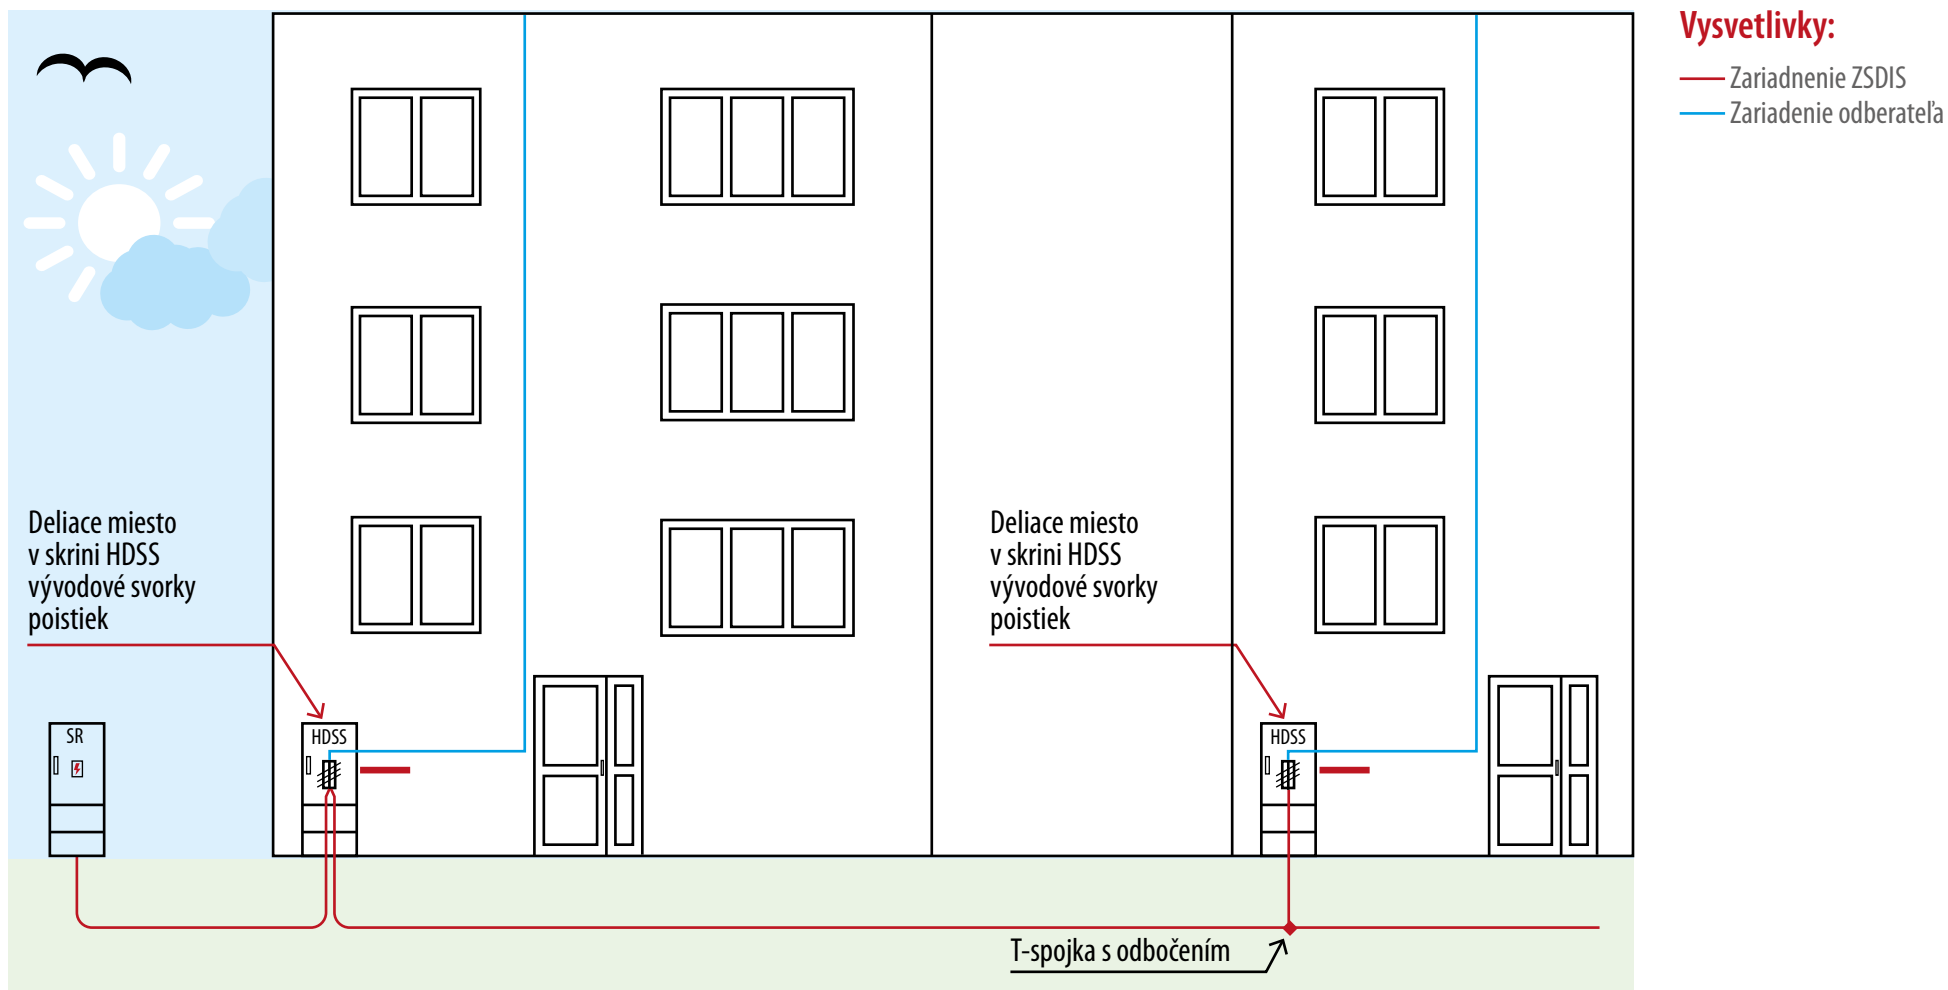 Vysvetlivky:
Zariadnenie ZSDIS
Zariadenie odberateľa
Deliace miesto
v skrini HDSS
vývodové svorky
poistiek
Deliace miesto
v skrini HDSS
vývodové svorky
poistiek
SR
HDSS
HDSS
T-spojka s odbočením